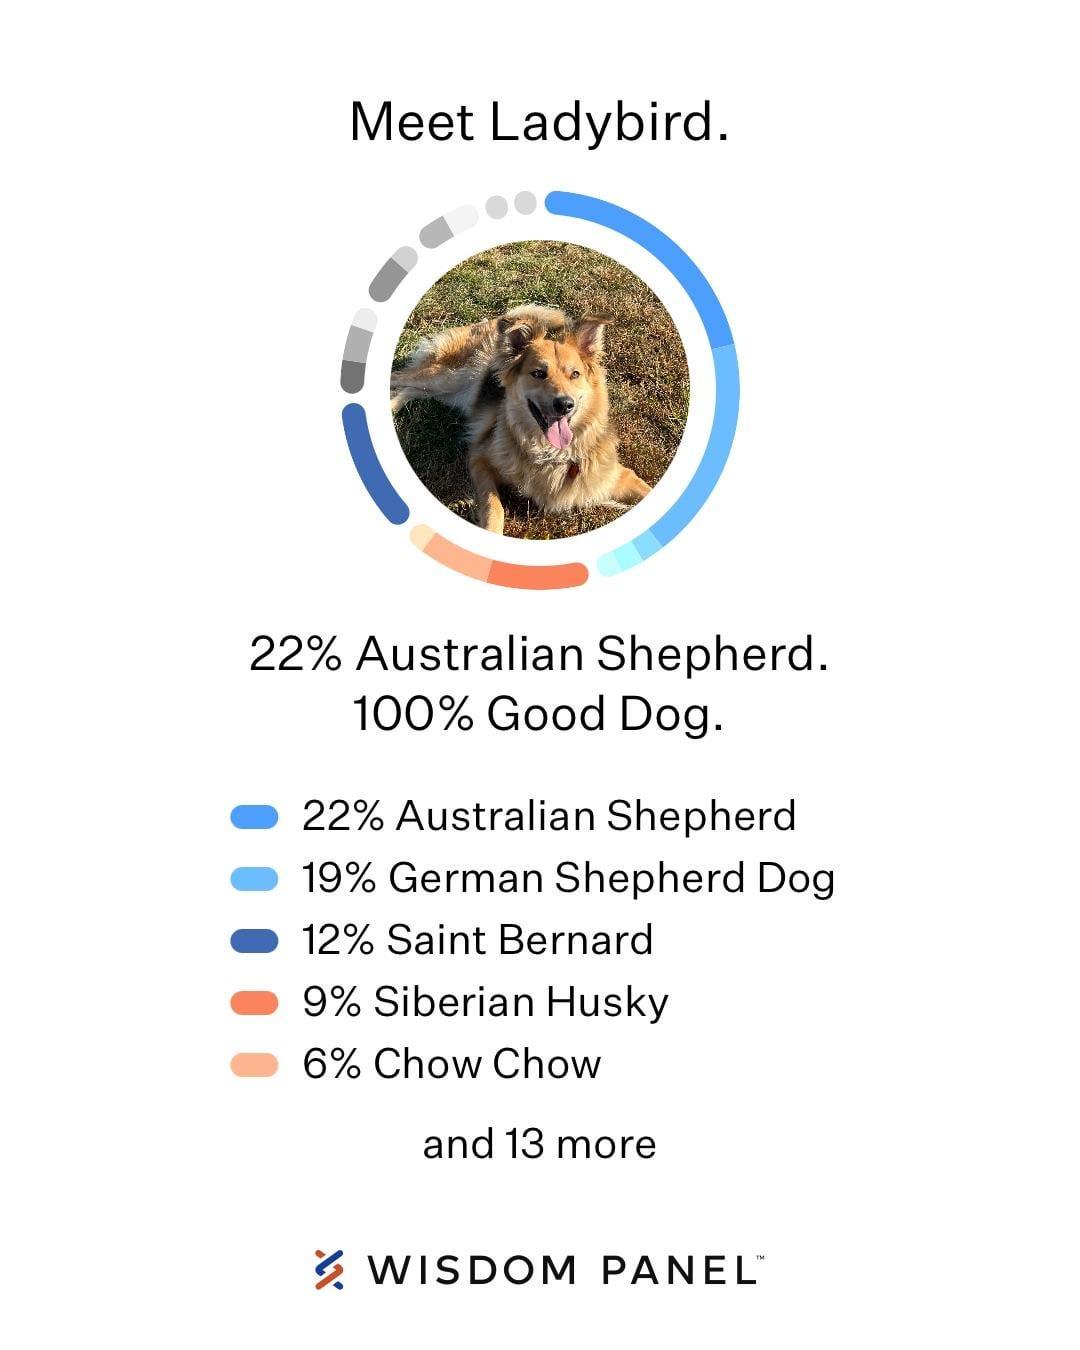 Meet Ladybird.
22% Australian Shepherd.
100% Good Dog.
22% Australian Shepherd
19% German Shepherd Dog
12% Saint Bernard
9% Siberian Husky
6% Chow Chow
and 13 more
WISDOM PANEL™